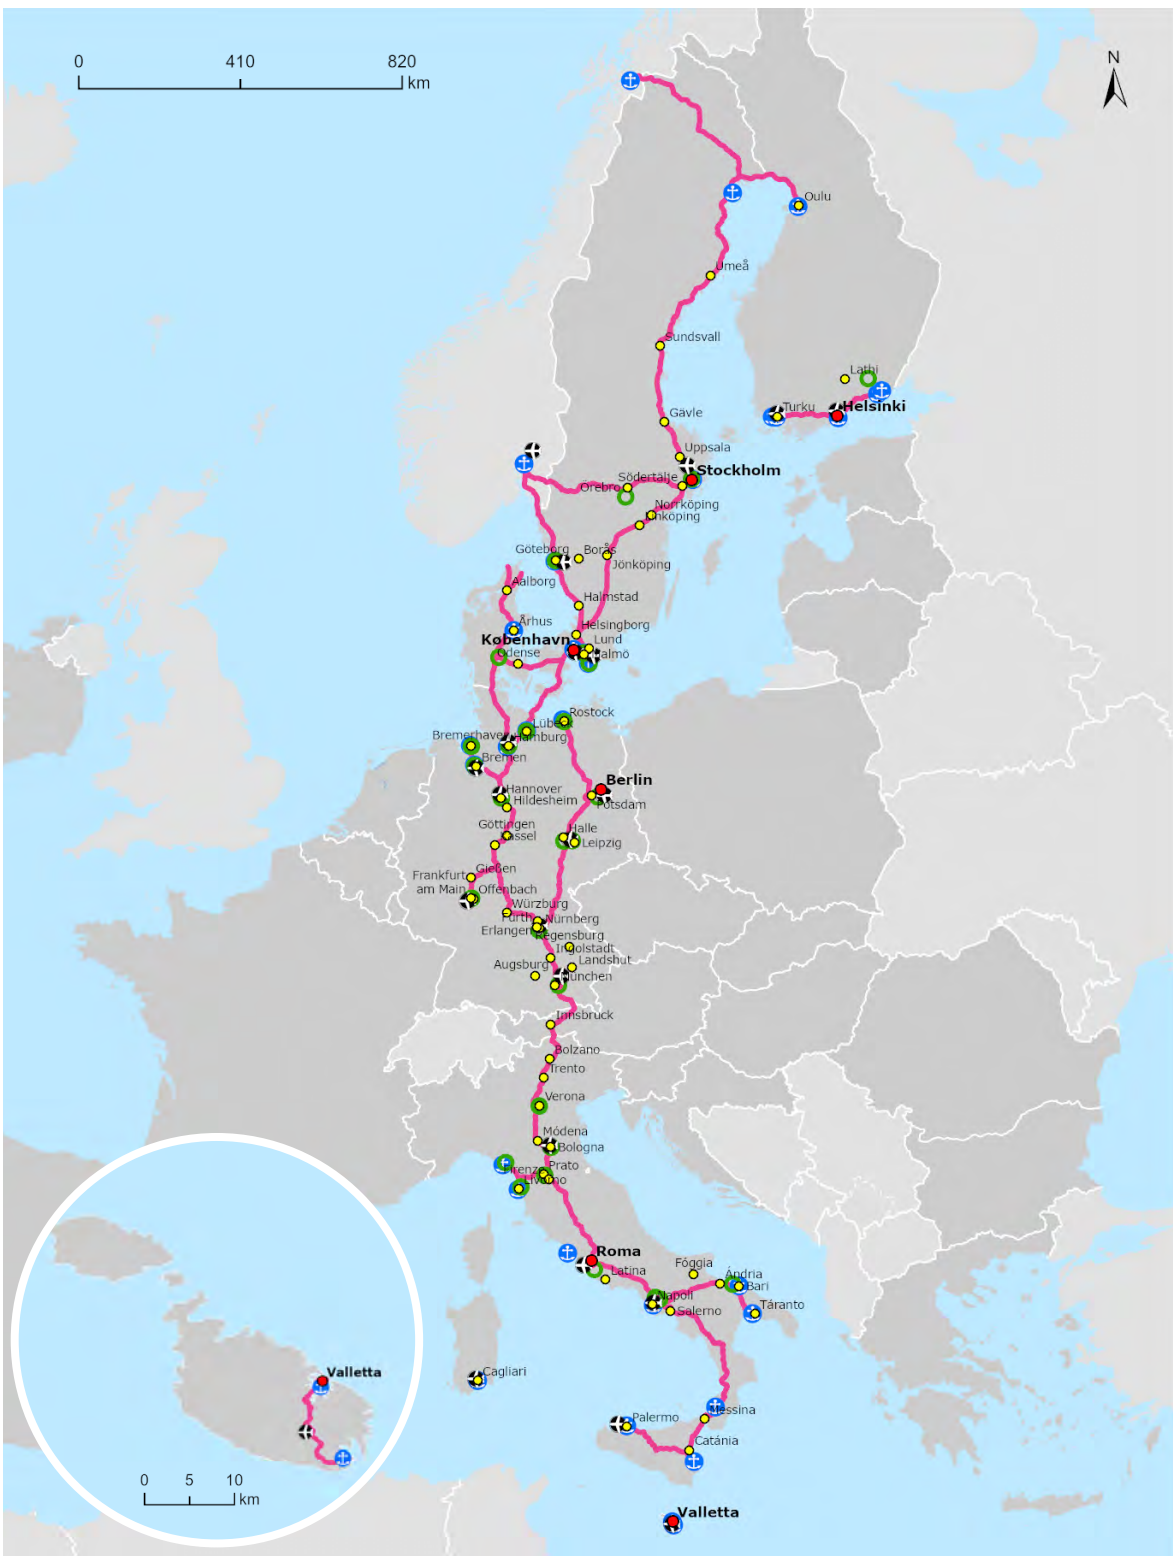 0 410 820
km
N
Oulu
Umeå
Sundsvall
Lathi
Turku
Helsinki
Gävle
Uppsala
Stockholm
Södertälje
Örebro
Norrköping
Linköping
Göteborg
Borås
Jönköping
Aalborg
Halmstad
Århus
Helsingborg
København
Lund
Malmö
Odense
Rostock
Lübeck
Bremerhaven
Hamburg
Bremen
Berlin
Hannover
Hildesheim
Potsdam
Göttingen
Halle
Kassel
Leipzig
Gießen
Frankfurt
am Main
Offenbach
Würzburg
Fürth
Nürnberg
Erlangen
Regensburg
Ingolstadt
Augsburg
Landshut
München
Innsbruck
Bolzano
Trento
Verona
Módena
Bologna
Firenze
Prato
Livorno
Roma
Latina
Fóggia
Ándria
Bari
Napoli
Salerno
Táranto
Cagliari
Messina
Palermo
Catánia
Valletta
Valletta
0 5 10
km